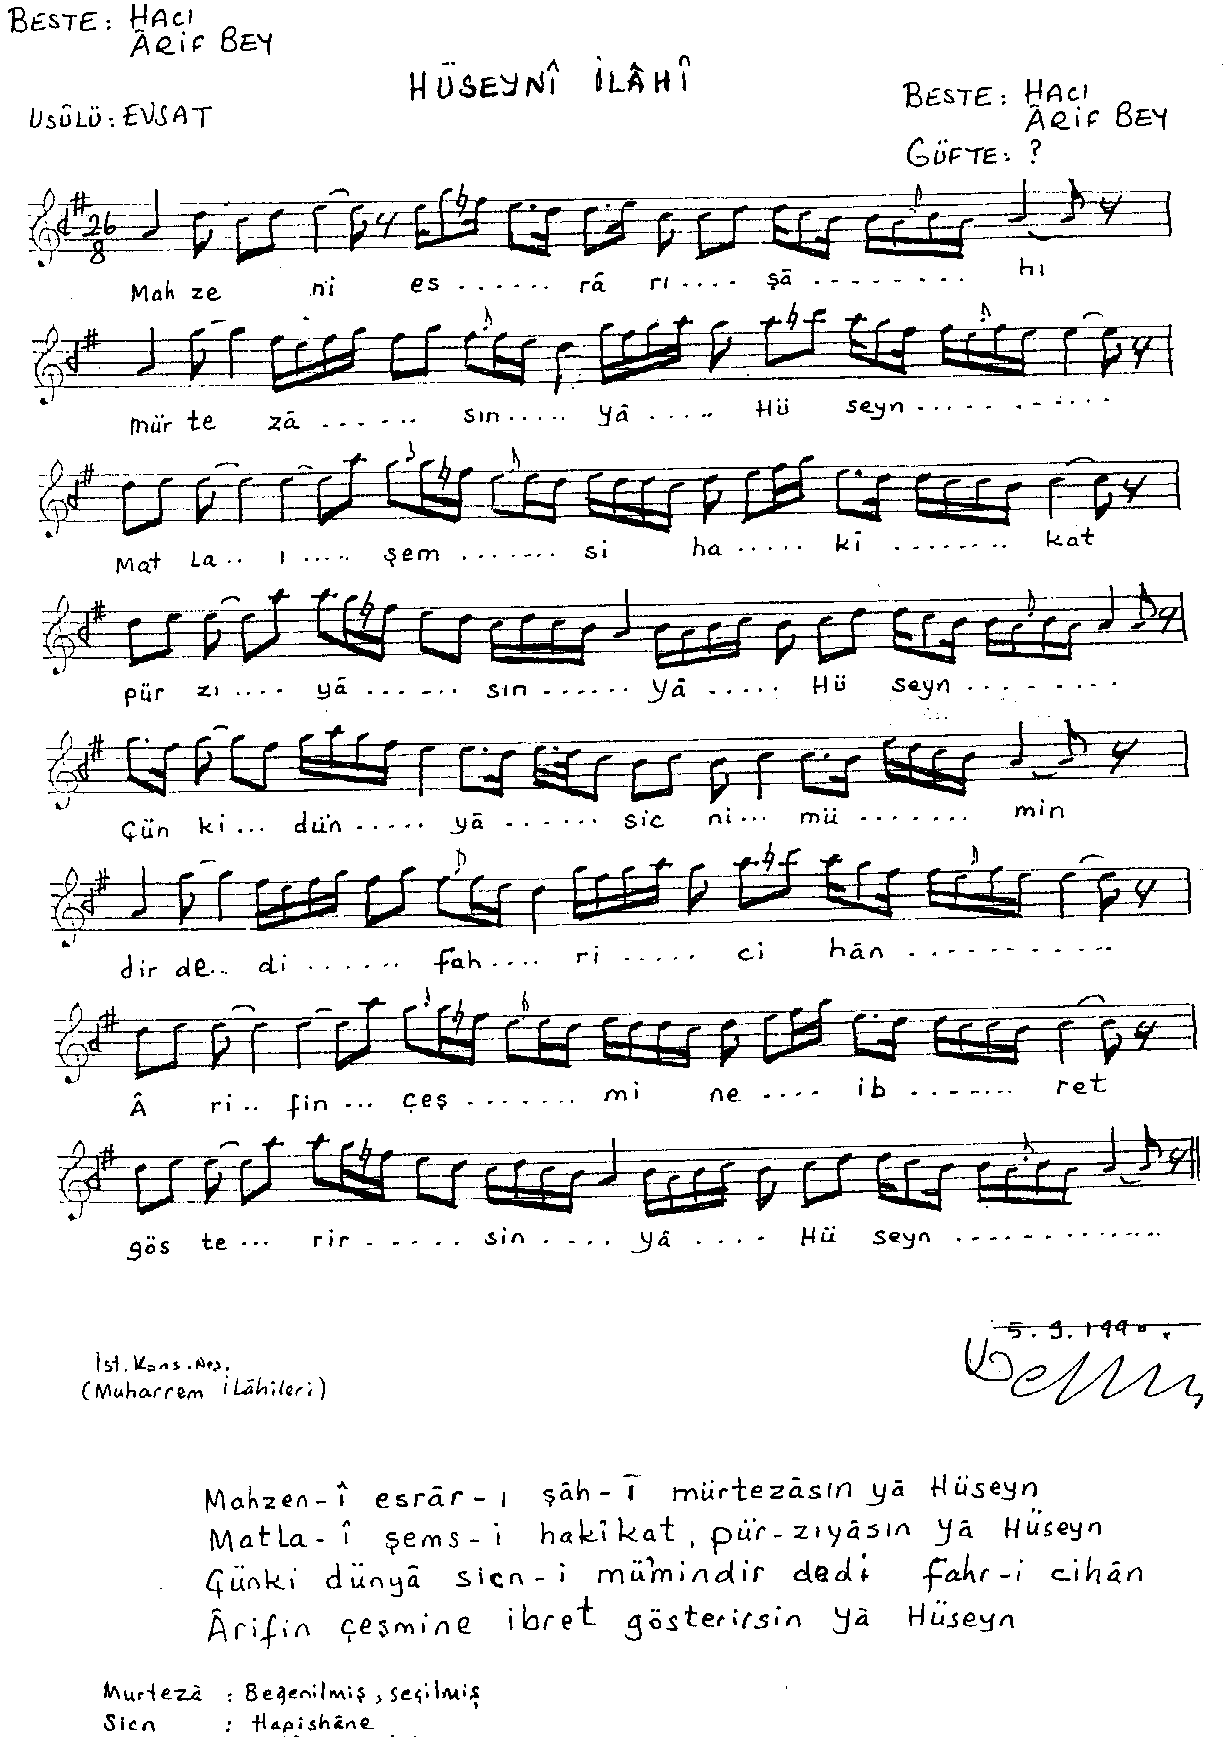 BESTE: HACI
ÂRİF BEY
HÜSEYNÎ İLÂHÎ
USÛLÜ: EVSAT
BESTE: HACI
ÂRİF BEY
GÜFTE: ?
26
8
Mah ze ni es ...... râ rı .... şâ ......... hı
mür te zâ ...... sın ..... yâ ..... Hü seyn ............
Mat La .. ı ..... şem ....... si ha ..... kî ........ kat
pür zı .... yâ ...... sın ...... yâ ..... Hü seyn .........
Çün ki ... dün ..... yâ ...... sic ni ... mü ....... min
dir de .. di ...... fah .... ri ..... ci hân ...........
 ri .. fin ... çeş ....... mi ne .... ib ....... ret
gös te ... rir ..... sin .... yâ .... Hü seyn .............
5.9.1990.
İst. Kons. Neş.
(Muharrem İlâhileri)
Mahzen-î esrâr-ı şâh-î mürtezâsın yâ Hüseyn
Matla-î şems-i hakîkat, pür-zıyâsın yâ Hüseyn
Çünki dünyâ sicn-i mü'mindir dedi fahr-i cihân
Ârifin çeşmine ibret gösterirsin yâ Hüseyn
Murtezâ : Beğenilmiş, seçilmiş
Sicn : Hapishâne